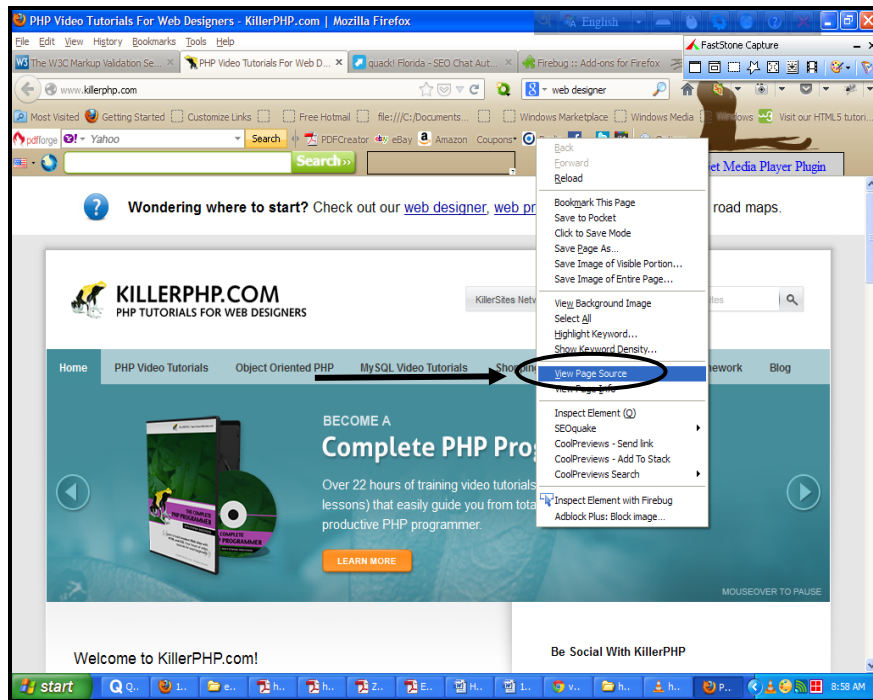 PHP Video Tutorials For Web Designers - KillerPHP.com | Mozilla Firefox
English
File Edit View History Bookmarks Tools Help
FastStone Capture
The W3C Markup Validation Se... PHP Video Tutorials For Web D... quack! Florida - SEO Chat Aut... Firebug :: Add-ons for Firefox
www.killerphp.com web designer
Most Visited Getting Started Customize Links Free Hotmail file:///C:/Documents... Windows Marketplace Windows Media Windows Visit our HTML5 tutori...
pdfforge Yahoo Search PDFCreator eBay Amazon Coupons
Search »
et Media Player Plugin
Back
Forward
Reload
Bookmark This Page
Save to Pocket
Click to Save Mode
Save Page As...
Save Image of Visible Portion...
Save Image of Entire Page...
View Background Image
Select All
Highlight Keyword...
Show Keyword Density...
View Page Source
View Page Info
Inspect Element (Q)
SEOquake
CoolPreviews - Send link
CoolPreviews - Add To Stack
CoolPreviews Search
Inspect Element with Firebug
Adblock Plus: Block image...
Wondering where to start? Check out our web designer, web pr road maps.
KILLERPHP.COM
PHP TUTORIALS FOR WEB DESIGNERS
KillerSites Netw
ites
Home PHP Video Tutorials Object Oriented PHP MySQL Video Tutorials Shopping ework Blog
BECOME A
Complete PHP Pro
Over 22 hours of training video tutorials
lessons) that easily guide you from tota
productive PHP programmer.
LEARN MORE
MOUSEOVER TO PAUSE
Welcome to KillerPHP.com!
Be Social With KillerPHP
start Q.. 1.. e.. h.. h.. Z.. E.. H.. 1.. v.. h.. h.. P.. 8:58 AM